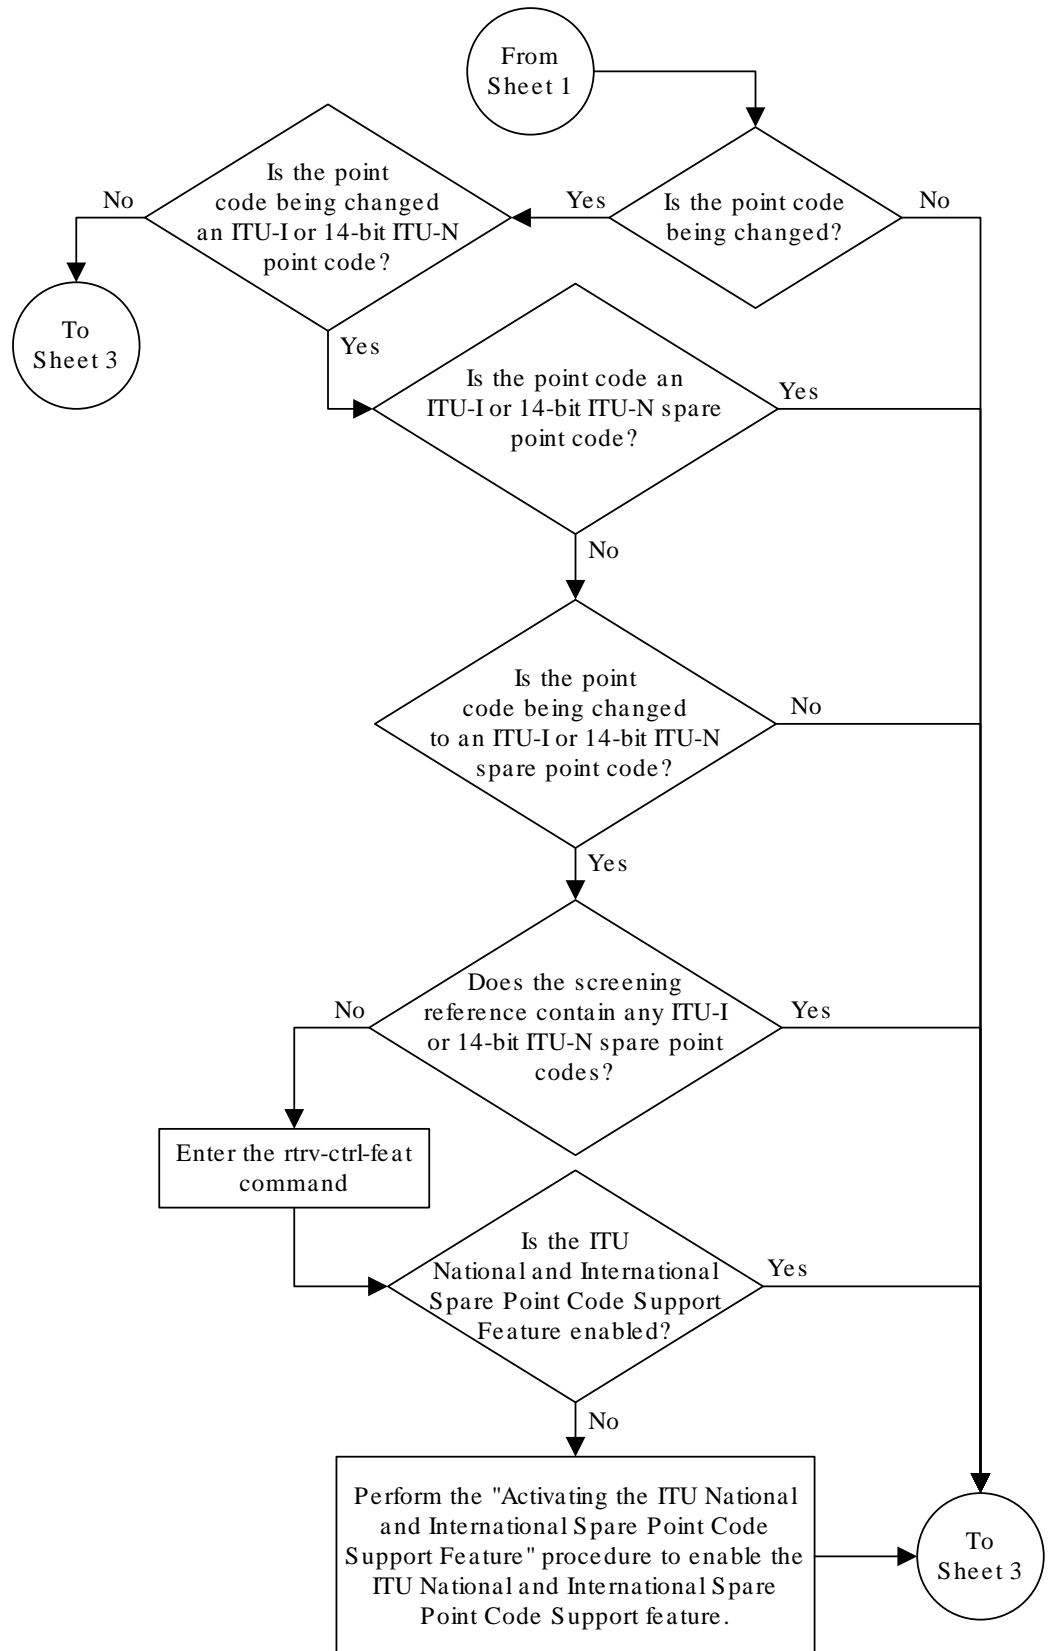 From
Sheet 1
Is the point
code being changed
an ITU-I or 14-bit ITU-N
point code?
No
Yes
Is the point code
being changed?
No
To
Sheet 3
Yes
Is the point code an
ITU-I or 14-bit ITU-N spare
point code?
Yes
No
Is the point
code being changed
to an ITU-I or 14-bit ITU-N
spare point code?
No
Yes
Does the screening
reference contain any ITU-I
or 14-bit ITU-N spare point
codes?
No
Yes
Enter the rtrv-ctrl-feat
command
Is the ITU
National and International
Spare Point Code Support
Feature enabled?
Yes
No
Perform the "Activating the ITU National
and International Spare Point Code
Support Feature" procedure to enable the
ITU National and International Spare
Point Code Support feature.
To
Sheet 3